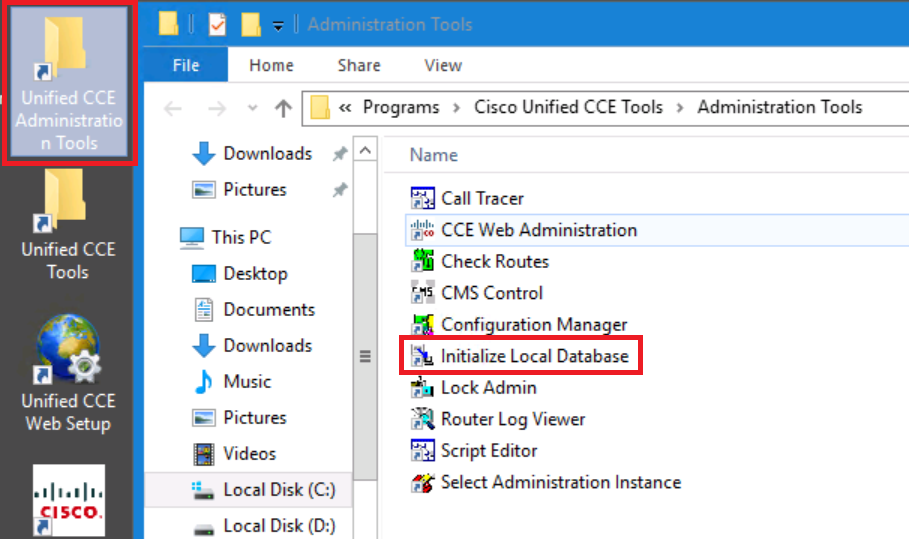 Unified CCE
Administratio
n Tools
Unified CCE
Tools
Unified CCE
Web Setup
CISCO.
Administration Tools
File Home Share View
« Programs > Cisco Unified CCE Tools > Administration Tools
Downloads
Pictures
This PC
Desktop
Documents
Downloads
Music
Pictures
Videos
Local Disk (C:)
Local Disk (D:)
Name
Call Tracer
CCE Web Administration
Check Routes
CMS Control
Configuration Manager
Initialize Local Database
Lock Admin
Router Log Viewer
Script Editor
Select Administration Instance